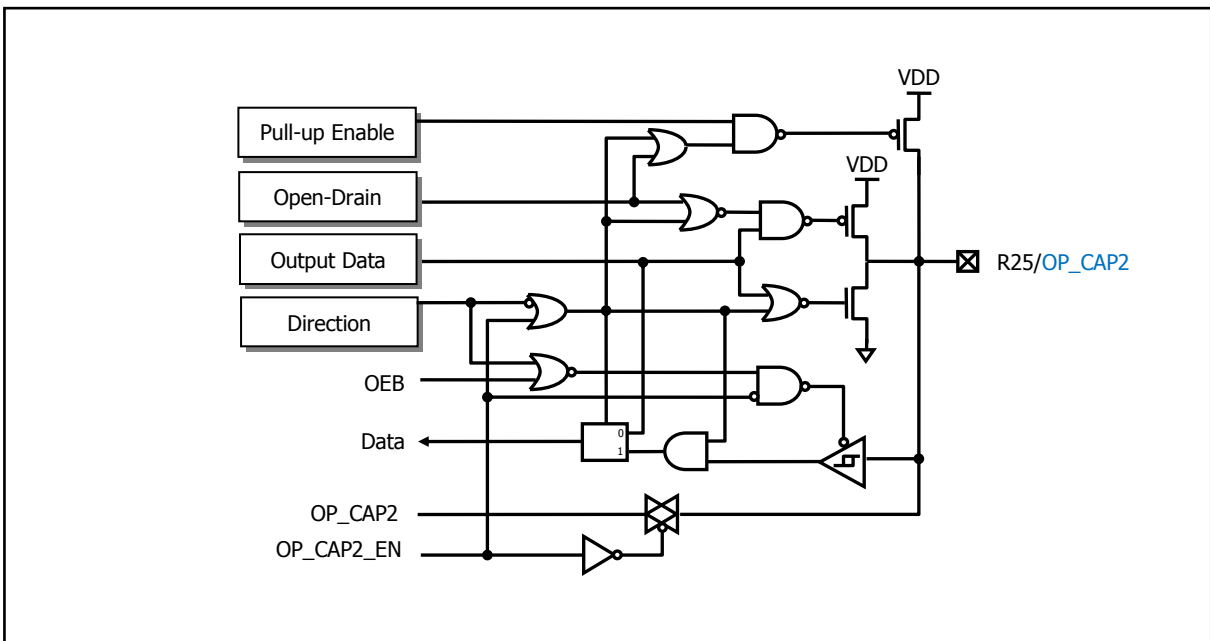 VDD
Pull-up Enable
VDD
Open-Drain
Output Data
R25/OP_CAP2
Direction
OEB
Data
0
1
OP_CAP2
OP_CAP2_EN